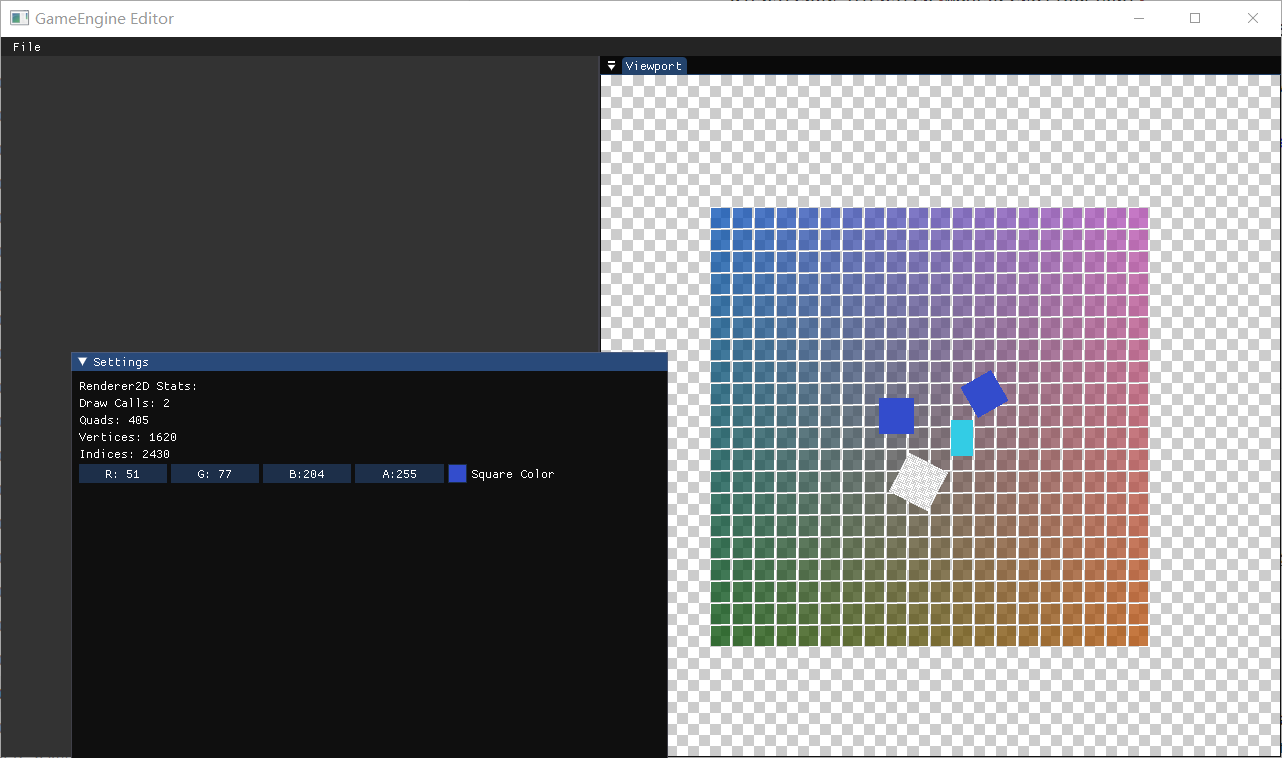 GameEngine Editor
File
Viewport
Settings
Renderer2D Stats:
Draw Calls: 2
Quads: 405
Vertices: 1620
Indices: 2430
R: 51 G: 77 B:204 A:255 Square Color